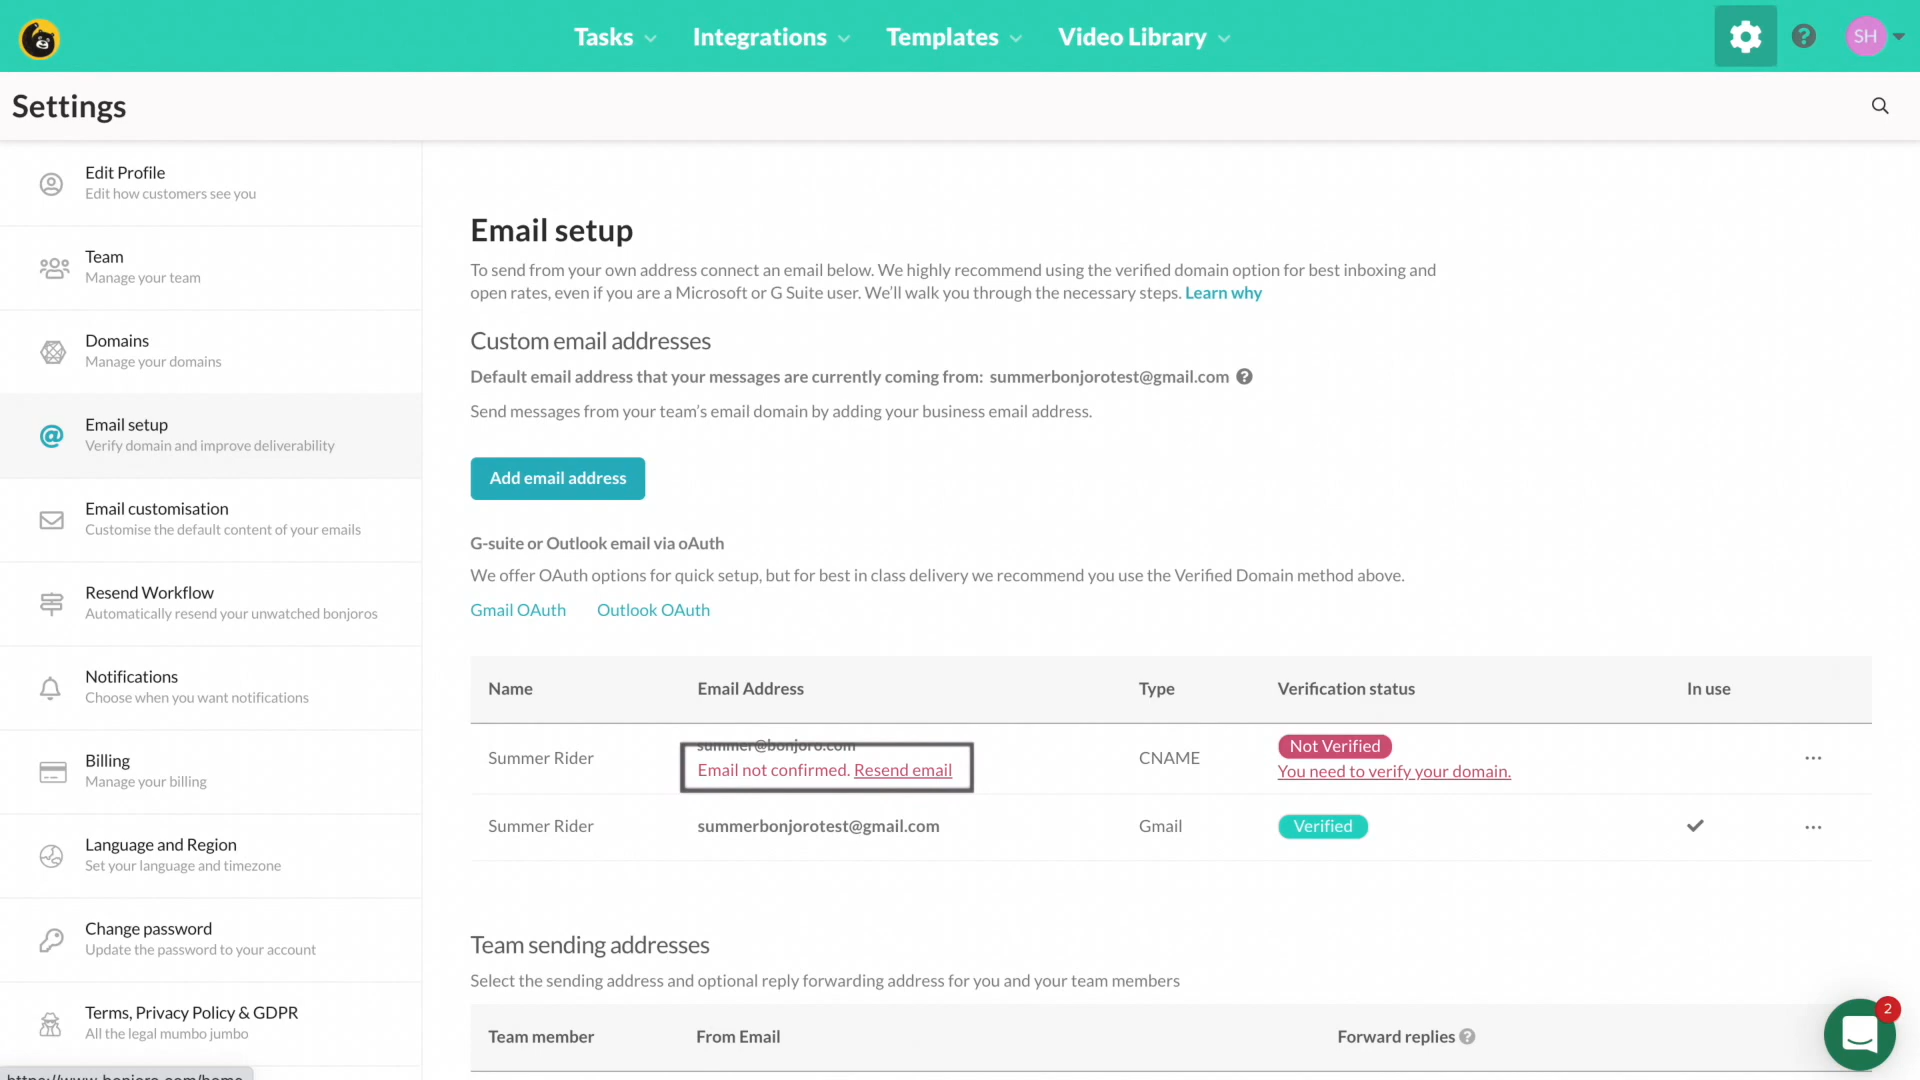 Tasks
Integrations
Templates
Video Library
SH
Settings
Edit Profile
Edit how customers see you
Team
Manage your team
Domains
Manage your domains
Email setup
Verify domain and improve deliverability
Email customisation
Customise the default content of your emails
Resend Workflow
Automatically resend your unwatched bonjoros
Notifications
Choose when you want notifications
Billing
Manage your billing
Language and Region
Set your language and timezone
Change password
Update the password to your account
Terms, Privacy Policy & GDPR
All the legal mumbo jumbo
https://www.bonjoro.com/home
Email setup
To send from your own address connect an email below. We highly recommend using the verified domain option for best inboxing and
open rates, even if you are a Microsoft or G Suite user. We'll walk you through the necessary steps. Learn why
Custom email addresses
Default email address that your messages are currently coming from: summerbonjorotest@gmail.com ?
Send messages from your team's email domain by adding your business email address.
Add email address
G-suite or Outlook email via oAuth
We offer OAuth options for quick setup, but for best in class delivery we recommend you use the Verified Domain method above.
Gmail OAuth Outlook OAuth
Name Email Address Type Verification status In use
Summer Rider summer@bonjoro.com CNAME Not Verified ...
Email not confirmed. Resend email You need to verify your domain.
Summer Rider summerbonjorotest@gmail.com Gmail Verified ...
Team sending addresses
Select the sending address and optional reply forwarding address for you and your team members
Team member From Email Forward replies ?
2